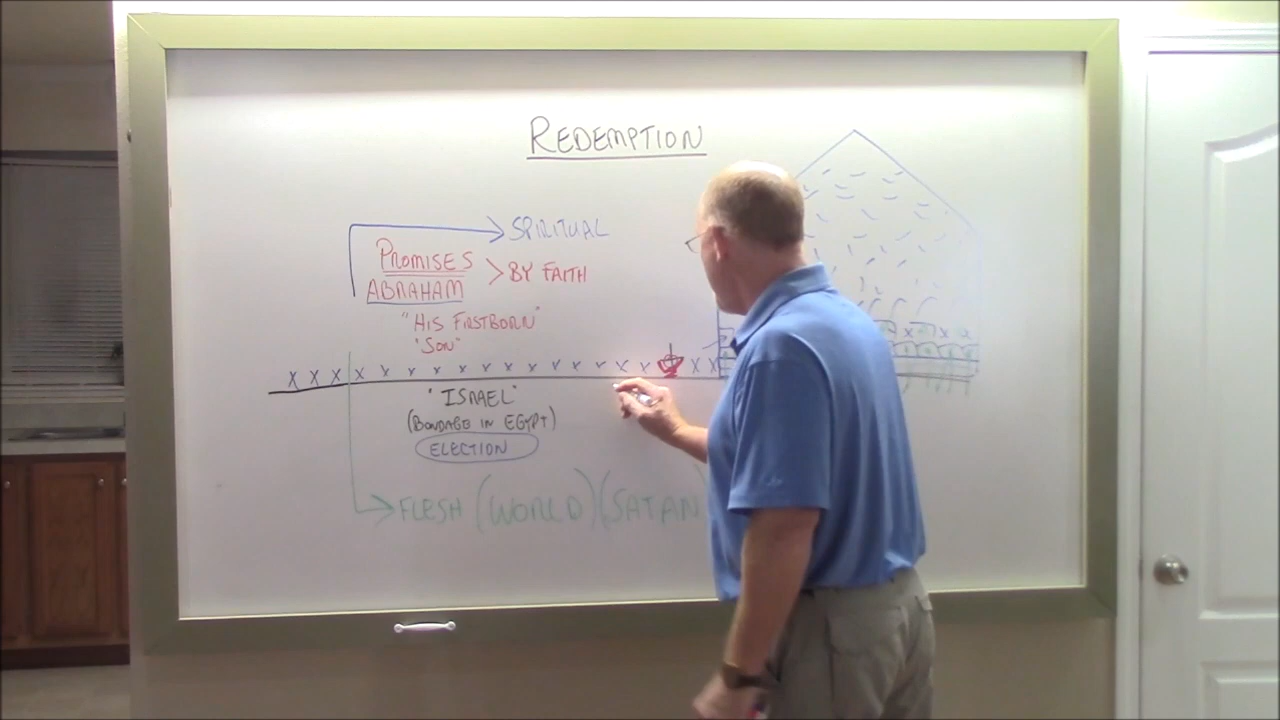 REDEMPTION
SPIRITUAL
PROMISES
ABRAHAM
> BY FAITH
"HIS FIRSTBORN"
"SON"
X X X X X X X X X X X X X X X X X X
"ISRAEL"
(BONDAGE IN EGYPT)
ELECTION
FLESH (WORLD) (SATAN